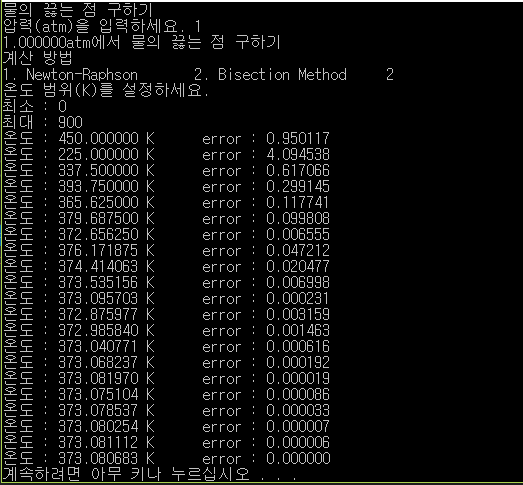 물의 끓는 점 구하기
압력(atm)을 입력하세요. 1
1.000000atm에서 물의 끓는 점 구하기
계산 방법
1. Newton-Raphson 2. Bisection Method 2
온도 범위(K)를 설정하세요.
최소 : 0
최대 : 900
온도 : 450.000000 K error : 0.950117
온도 : 225.000000 K error : 4.094538
온도 : 337.500000 K error : 0.617066
온도 : 393.750000 K error : 0.299145
온도 : 365.625000 K error : 0.117741
온도 : 379.687500 K error : 0.099808
온도 : 372.656250 K error : 0.006555
온도 : 376.171875 K error : 0.047212
온도 : 374.414063 K error : 0.020477
온도 : 373.535156 K error : 0.006998
온도 : 373.095703 K error : 0.000231
온도 : 372.875977 K error : 0.003159
온도 : 372.985840 K error : 0.001463
온도 : 373.040771 K error : 0.000616
온도 : 373.068237 K error : 0.000192
온도 : 373.081970 K error : 0.000019
온도 : 373.075104 K error : 0.000086
온도 : 373.078537 K error : 0.000033
온도 : 373.080254 K error : 0.000007
온도 : 373.081112 K error : 0.000006
온도 : 373.080683 K error : 0.000000
계속하려면 아무 키나 누르십시오 . . .